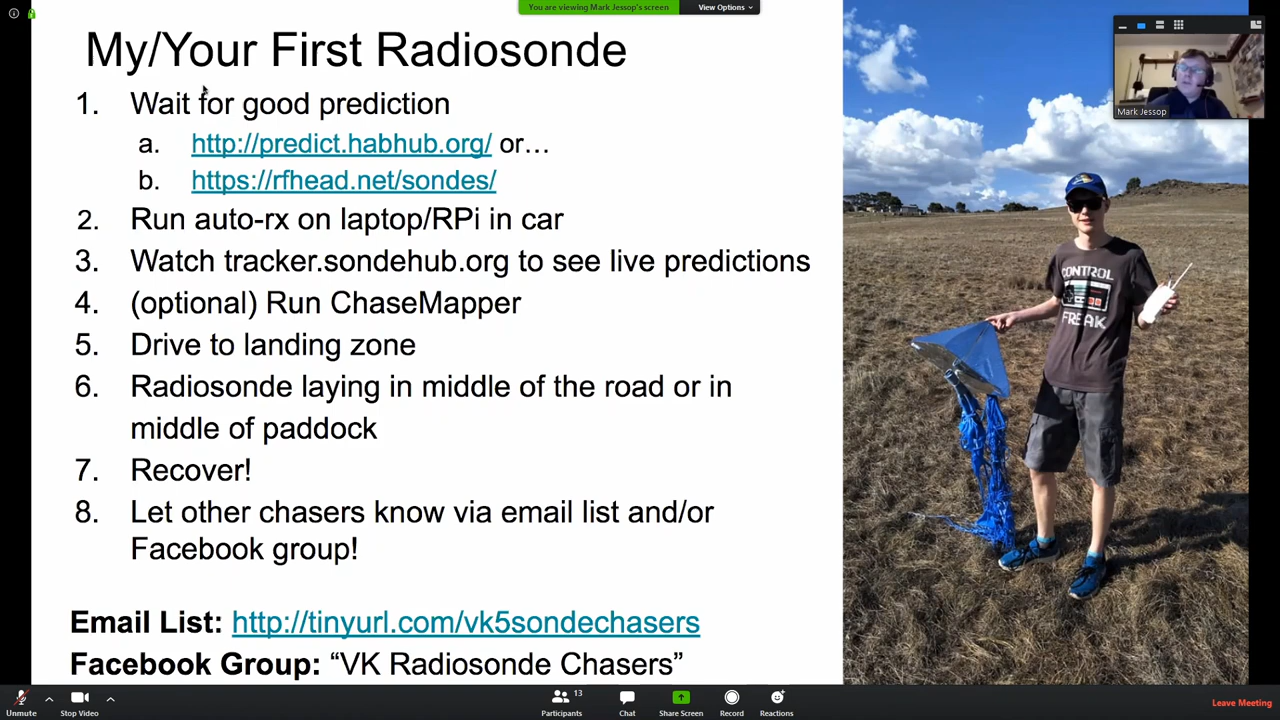 You are viewing Mark Jessop's screen
View Options
My/Your First Radiosonde
1. Wait for good prediction
a. http://predict.habhub.org/ or…
b. https://rfhead.net/sondes/
2. Run auto-rx on laptop/RPi in car
3. Watch tracker.sondehub.org to see live predictions
4. (optional) Run ChaseMapper
5. Drive to landing zone
6. Radiosonde laying in middle of the road or in
middle of paddock
7. Recover!
8. Let other chasers know via email list and/or
Facebook group!
Email List: http://tinyurl.com/vk5sondechasers
Facebook Group: “VK Radiosonde Chasers”
Mark Jessop
CONTROL
FREAK
Unmute
Stop Video
Participants
13
Chat
Share Screen
Record
Reactions
Leave Meeting